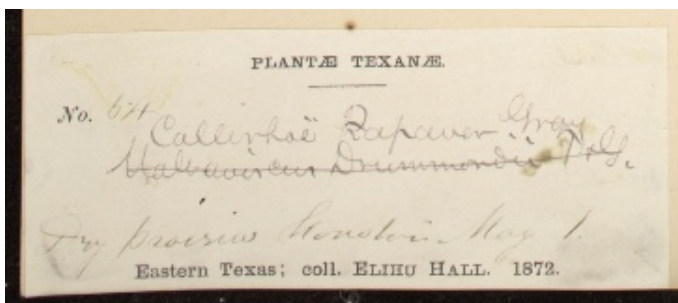 PLANTÆ TEXANÆ.
No. 64
Callirhoë Papaver Gray
Malvaviscus Drummondii T&G.
Dry prairies Houston May 1.
Eastern Texas; coll. ELIHU HALL. 1872.